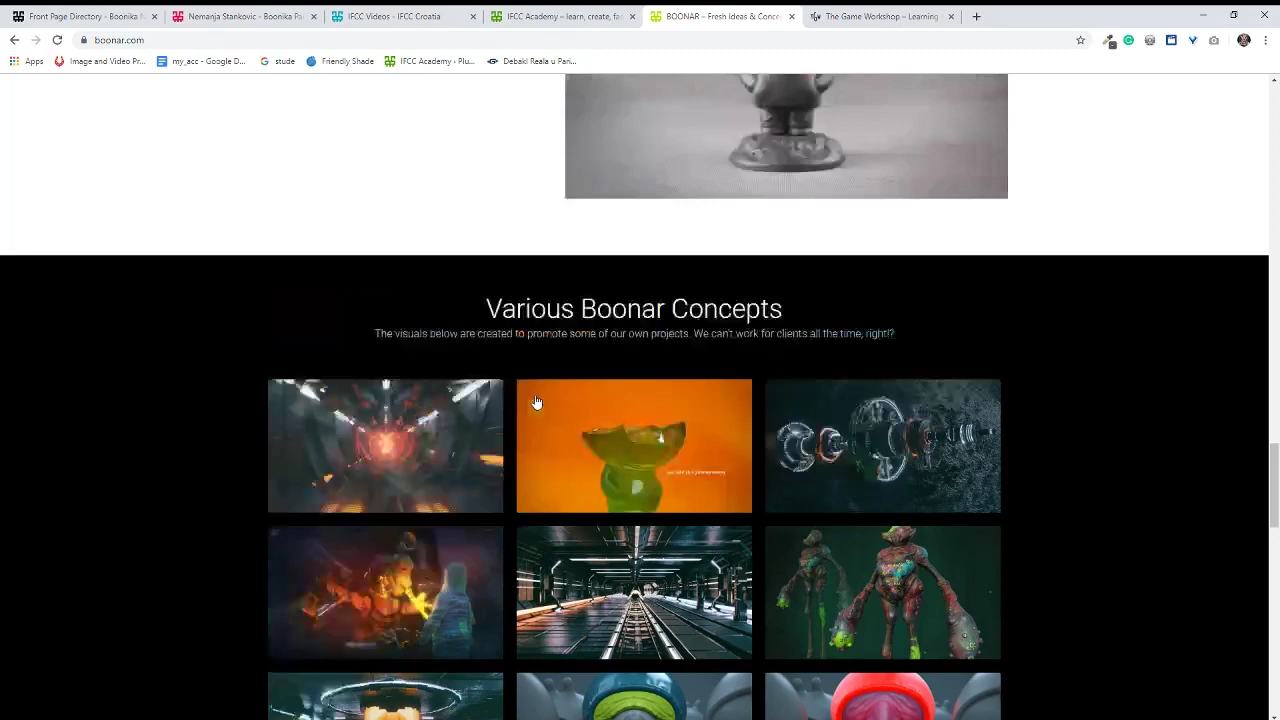 Front Page Directory - Boonika N
Nemanja Stankovic - Boonika Pa
IFCC Videos - IFCC Croatia
IFCC Academy – learn, create, fas
BOONAR – Fresh Ideas & Conce
The Game Workshop – Learning
boonar.com
Apps
Image and Video Pr...
my_acc - Google D...
stude
Friendly Shade
IFCC Academy › Plu...
Debakl Reala u Pari...
Various Boonar Concepts
The visuals below are created to promote some of our own projects. We can't work for clients all the time, right!?